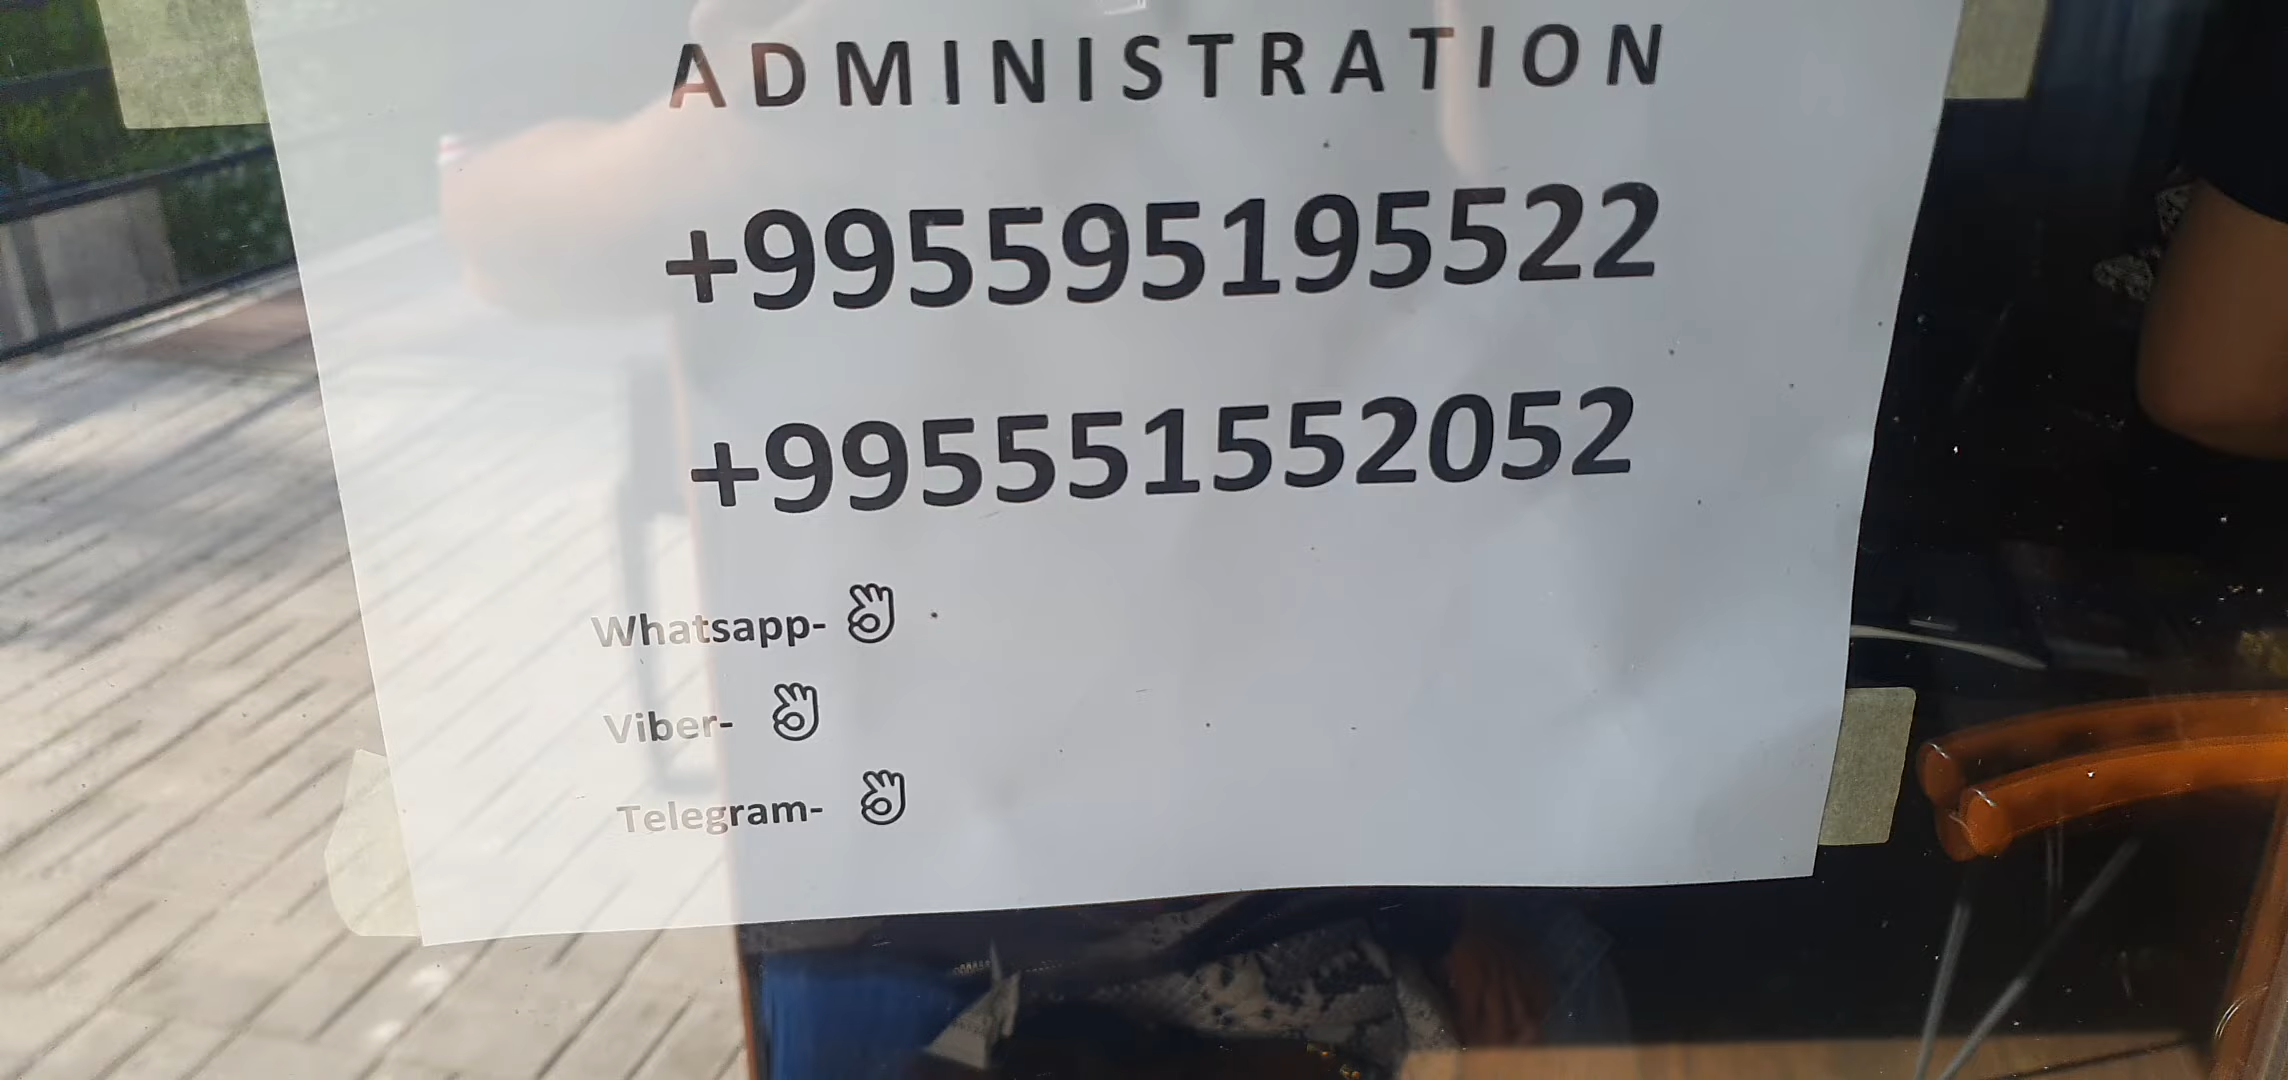 ADMINISTRATION
+995595195522
+995551552052
Whatsapp- 👌
Viber- 👌
Telegram- 👌